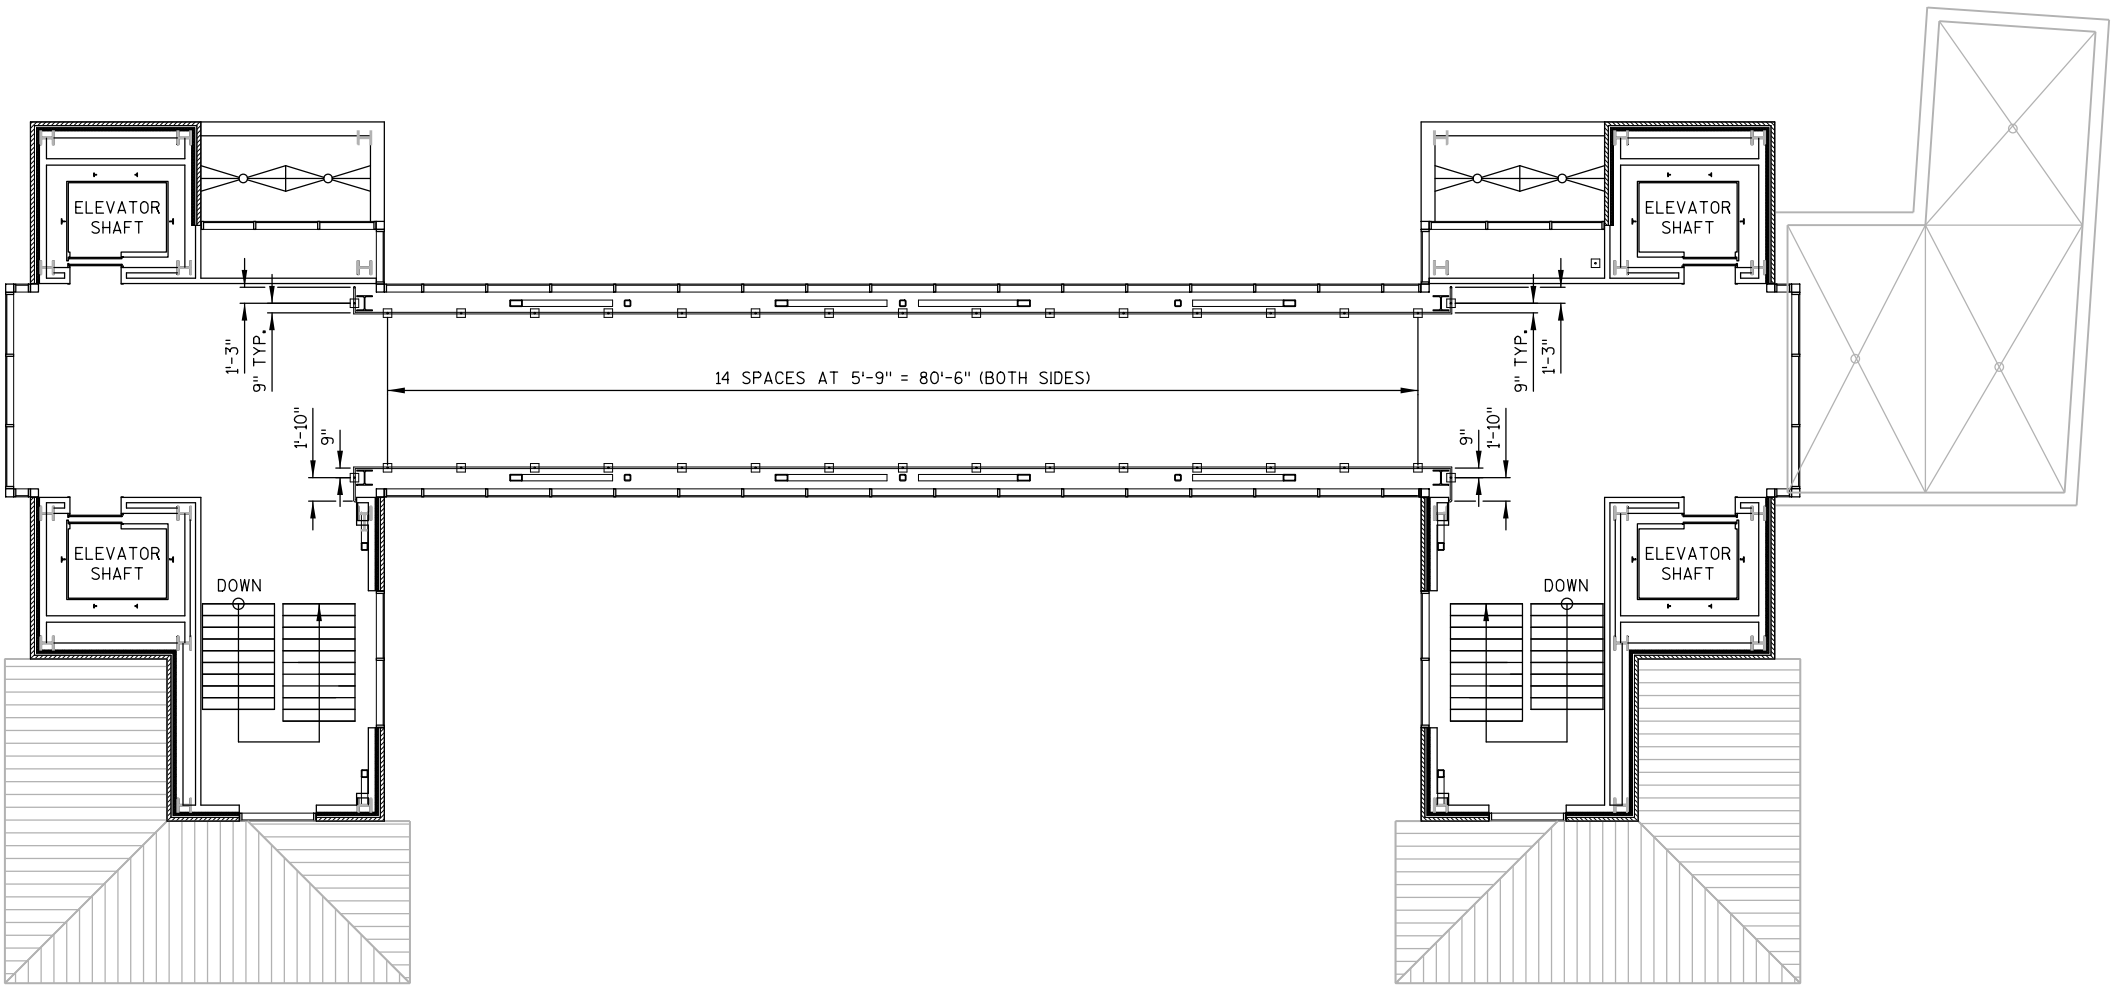 ELEVATOR
SHAFT
ELEVATOR
SHAFT
1'-3"
9" TYP.
14 SPACES AT 5'-9" = 80'-6" (BOTH SIDES)
9" TYP.
1'-3"
1'-10"
9"
9"
1'-10"
ELEVATOR
SHAFT
ELEVATOR
SHAFT
DOWN
DOWN